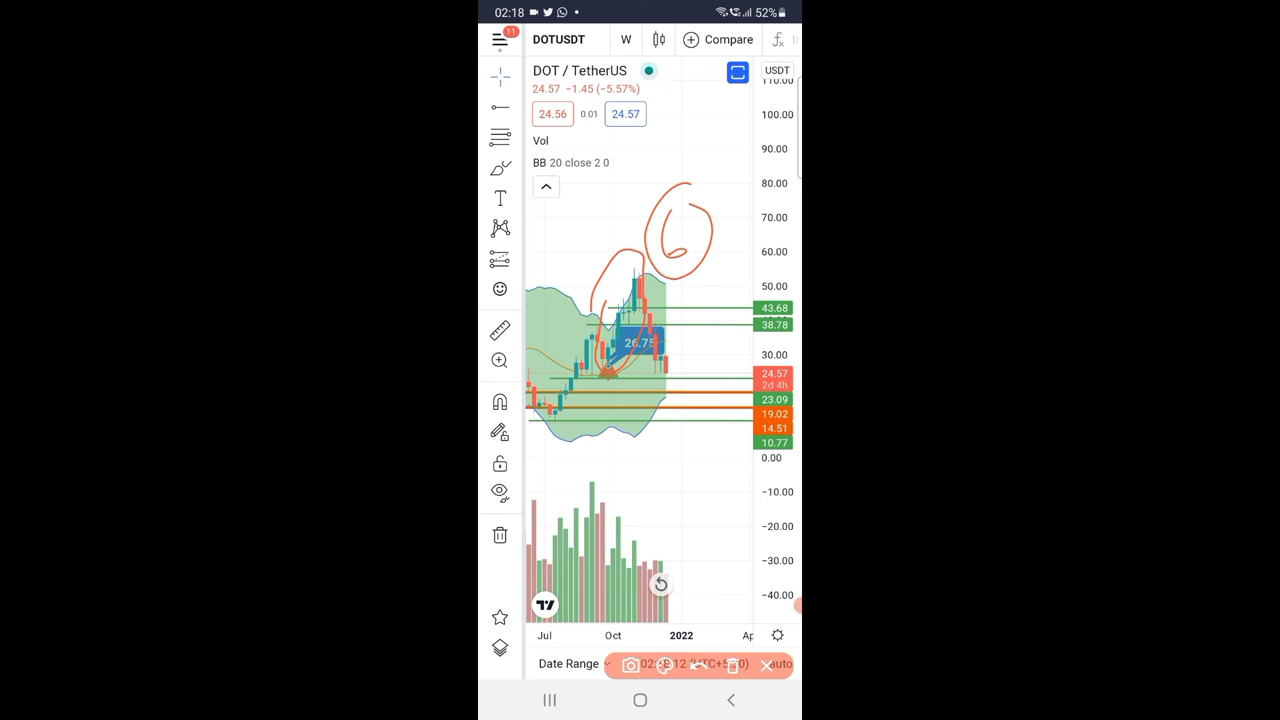 02:18 52%
11
DOTUSDT W Compare
DOT / TetherUS USDT
24.57 −1.45 (−5.57%)
24.56 0.01 24.57
Vol
BB 20 close 2 0
110.00
100.00
90.00
80.00
70.00
60.00
50.00
43.68
38.78
26.75
30.00
24.57
2d 4h
23.09
19.02
14.51
10.77
0.00
−10.00
−20.00
−30.00
−40.00
Jul Oct 2022
Date Range auto